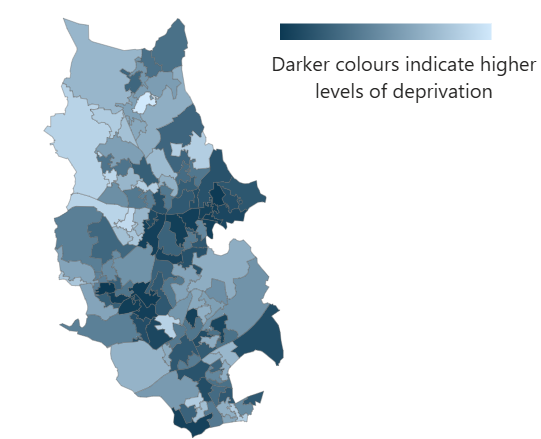 Darker colours indicate higher
levels of deprivation